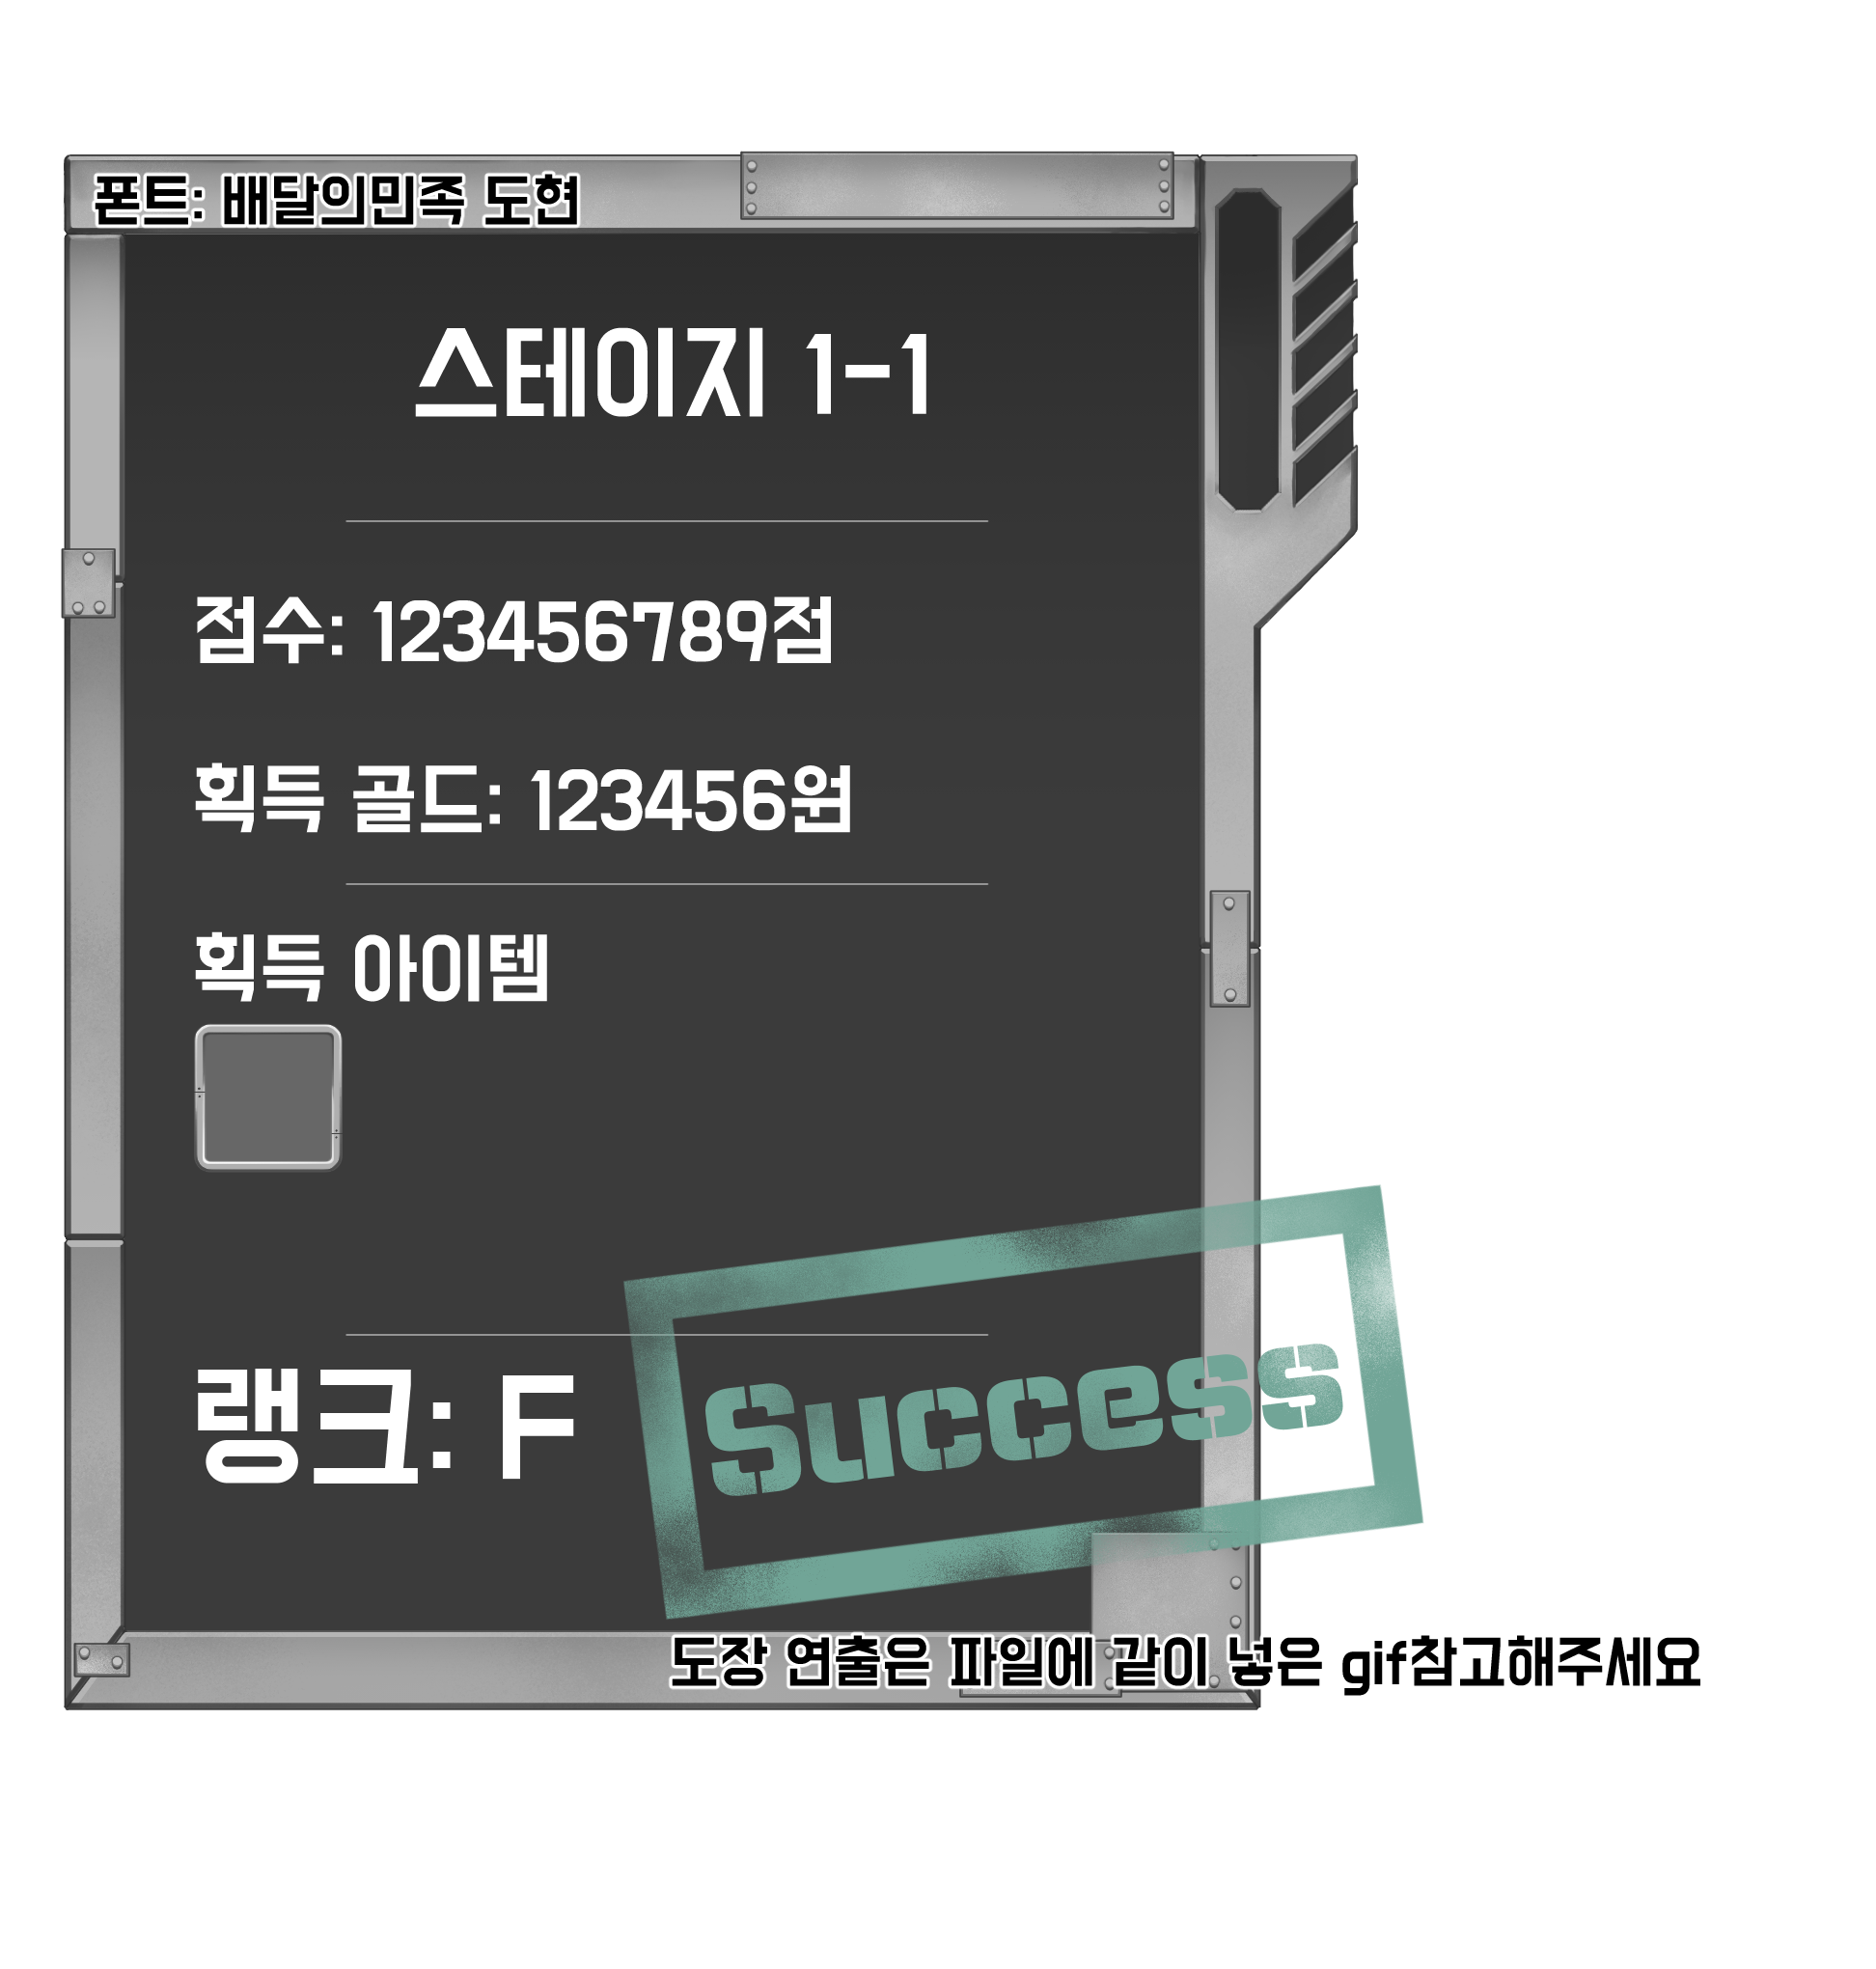 폰트: 배달의민족 도현
스테이지 1-1
점수: 123456789점
획득 골드: 123456원
획득 아이템
랭크: F
Success
도장 연출은 파일에 같이 넣은 gif참고해주세요